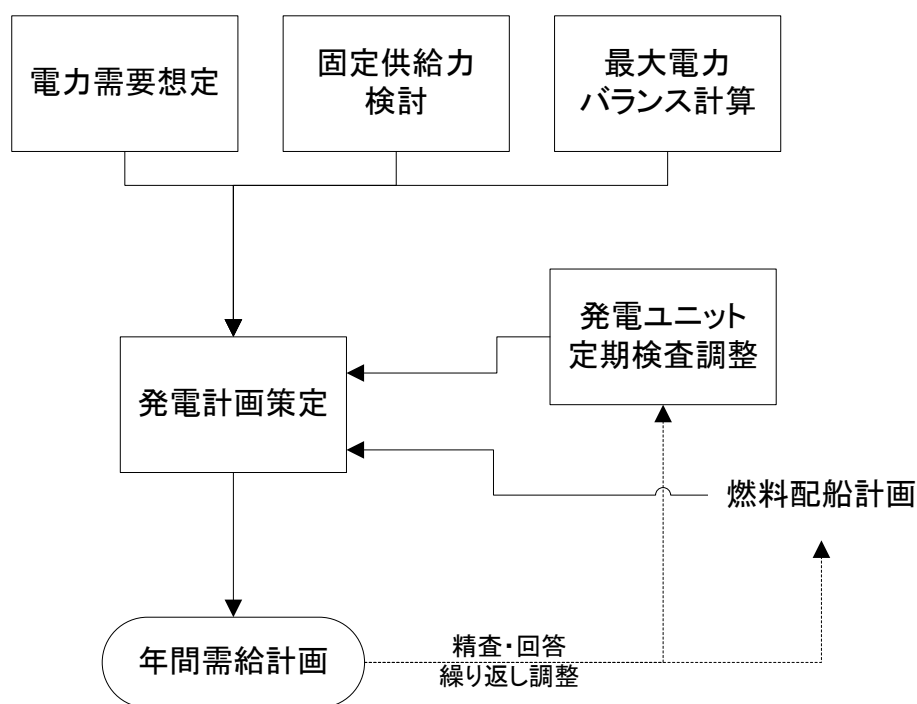 電力需要想定
固定供給力
検討
最大電力
バランス計算
発電ユニット
定期検査調整
発電計画策定
燃料配船計画
年間需給計画
精査・回答
繰り返し調整